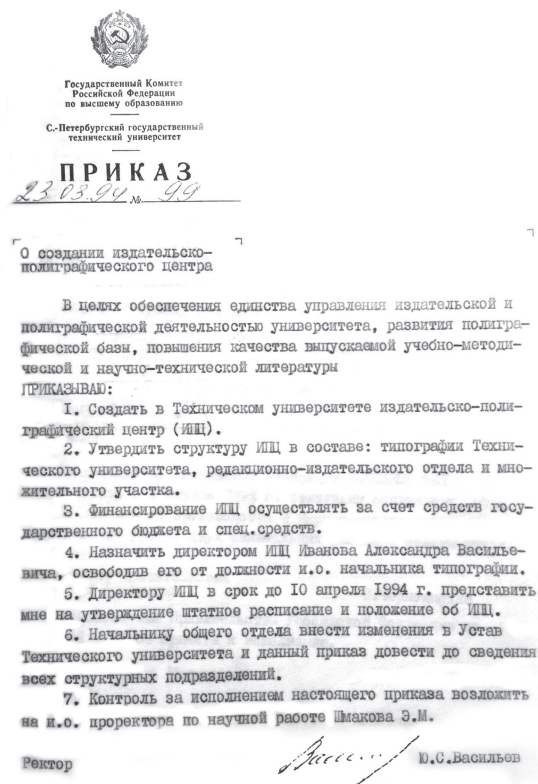 Государственный Комитет
Российской Федерации
по высшему образованию
С.-Петербургский государственный
технический университет
ПРИКАЗ
23 03.94 № 99
О создании издательско-
полиграфического центра
В целях обеспечения единства управления издательской и
полиграфической деятельностью университета, развития полигра-
фической базы, повышения качества выпускаемой учебно-методи-
ческой и научно-технической литературы
ПРИКАЗЫВАЮ:
1. Создать в Техническом университете издательско-поли-
графический центр (ИПЦ).
2. Утвердить структуру ИПЦ в составе: типографии Техни-
ческого университета, редакционно-издательского отдела и мно-
жительного участка.
3. Финансирование ИПЦ осуществлять за счет средств госу-
дарственного бюджета и спец.средств.
4. Назначить директором ИПЦ Иванова Александра Василье-
вича, освободив его от должности и.о. начальника типографии.
5. Директору ИПЦ в срок до 10 апреля 1994 г. представить
мне на утверждение штатное расписание и положение об ИПЦ.
6. Начальнику общего отдела внести изменения в Устав
Технического университета и данный приказ довести до сведения
всех структурных подразделений.
7. Контроль за исполнением настоящего приказа возложить
на и.о. проректора по научной работе Шмакова Э.М.
Ректор Ю.С.Васильев